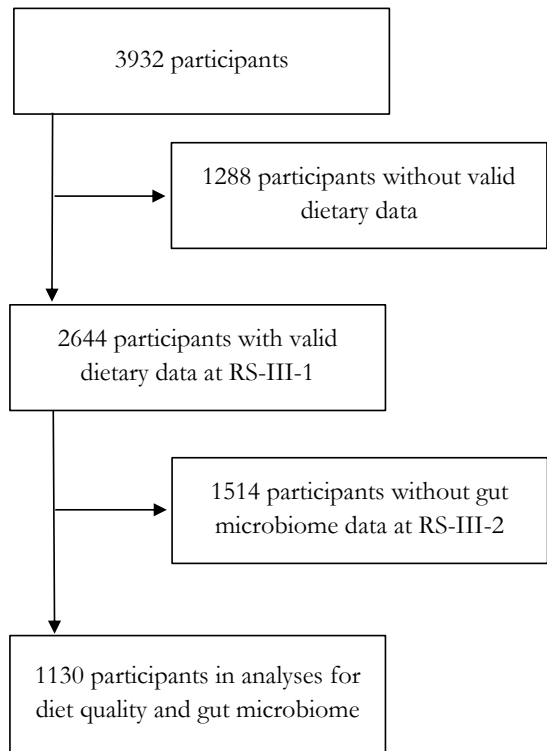 3932 participants
1288 participants without valid
dietary data
2644 participants with valid
dietary data at RS-III-1
1514 participants without gut
microbiome data at RS-III-2
1130 participants in analyses for
diet quality and gut microbiome